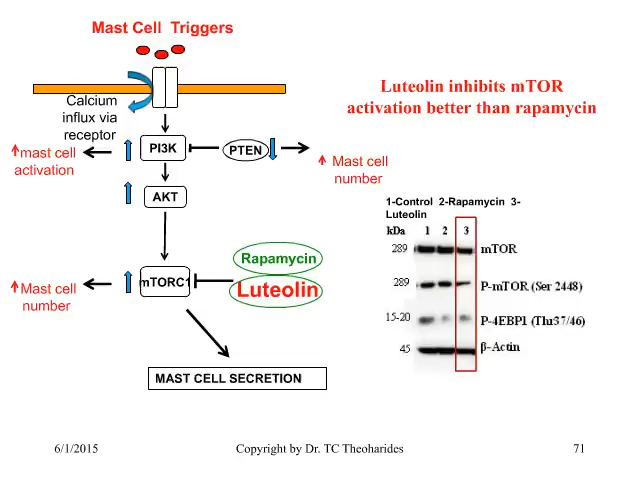 Mast Cell Triggers
Luteolin inhibits mTOR
activation better than rapamycin
Calcium
influx via
receptor
mast cell
activation
PI3K
PTEN
Mast cell
number
AKT
1-Control 2-Rapamycin 3-
Luteolin
kDa 1 2 3
289 mTOR
289 P-mTOR (Ser 2448)
15-20 P-4EBP1 (Thr37/46)
45 β-Actin
Rapamycin
Luteolin
mTORC1
Mast cell
number
MAST CELL SECRETION
6/1/2015 Copyright by Dr. TC Theoharides 71